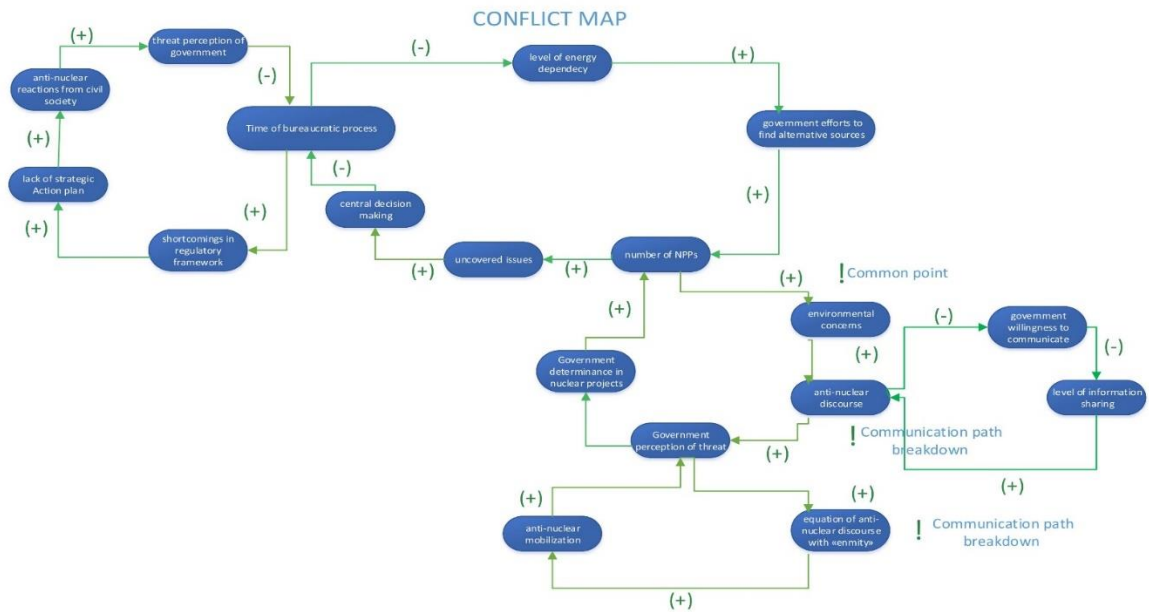 CONFLICT MAP
(+)
threat perception of
government
(-)
(-)
level of energy
dependecy
(+)
anti-nuclear
reactions from civil
society
Time of bureaucratic process
government efforts to
find alternative sources
(+)
(-)
lack of strategic
Action plan
central decision
making
(+)
(+)
(+)
shortcomings in
regulatory
framework
(+)
uncovered issues
(+)
number of NPPs
(+)
! Common point
(+)
environmental
concerns
(-)
government
willingness to
communicate
(-)
Government
determinance in
nuclear projects
(+)
anti-nuclear
discourse
level of information
sharing
Government
perception of threat
(+)
! Communication path
breakdown
(+)
(+)
(+)
anti-nuclear
mobilization
equation of anti-
nuclear discourse
with «enmity»
! Communication path
breakdown
(+)